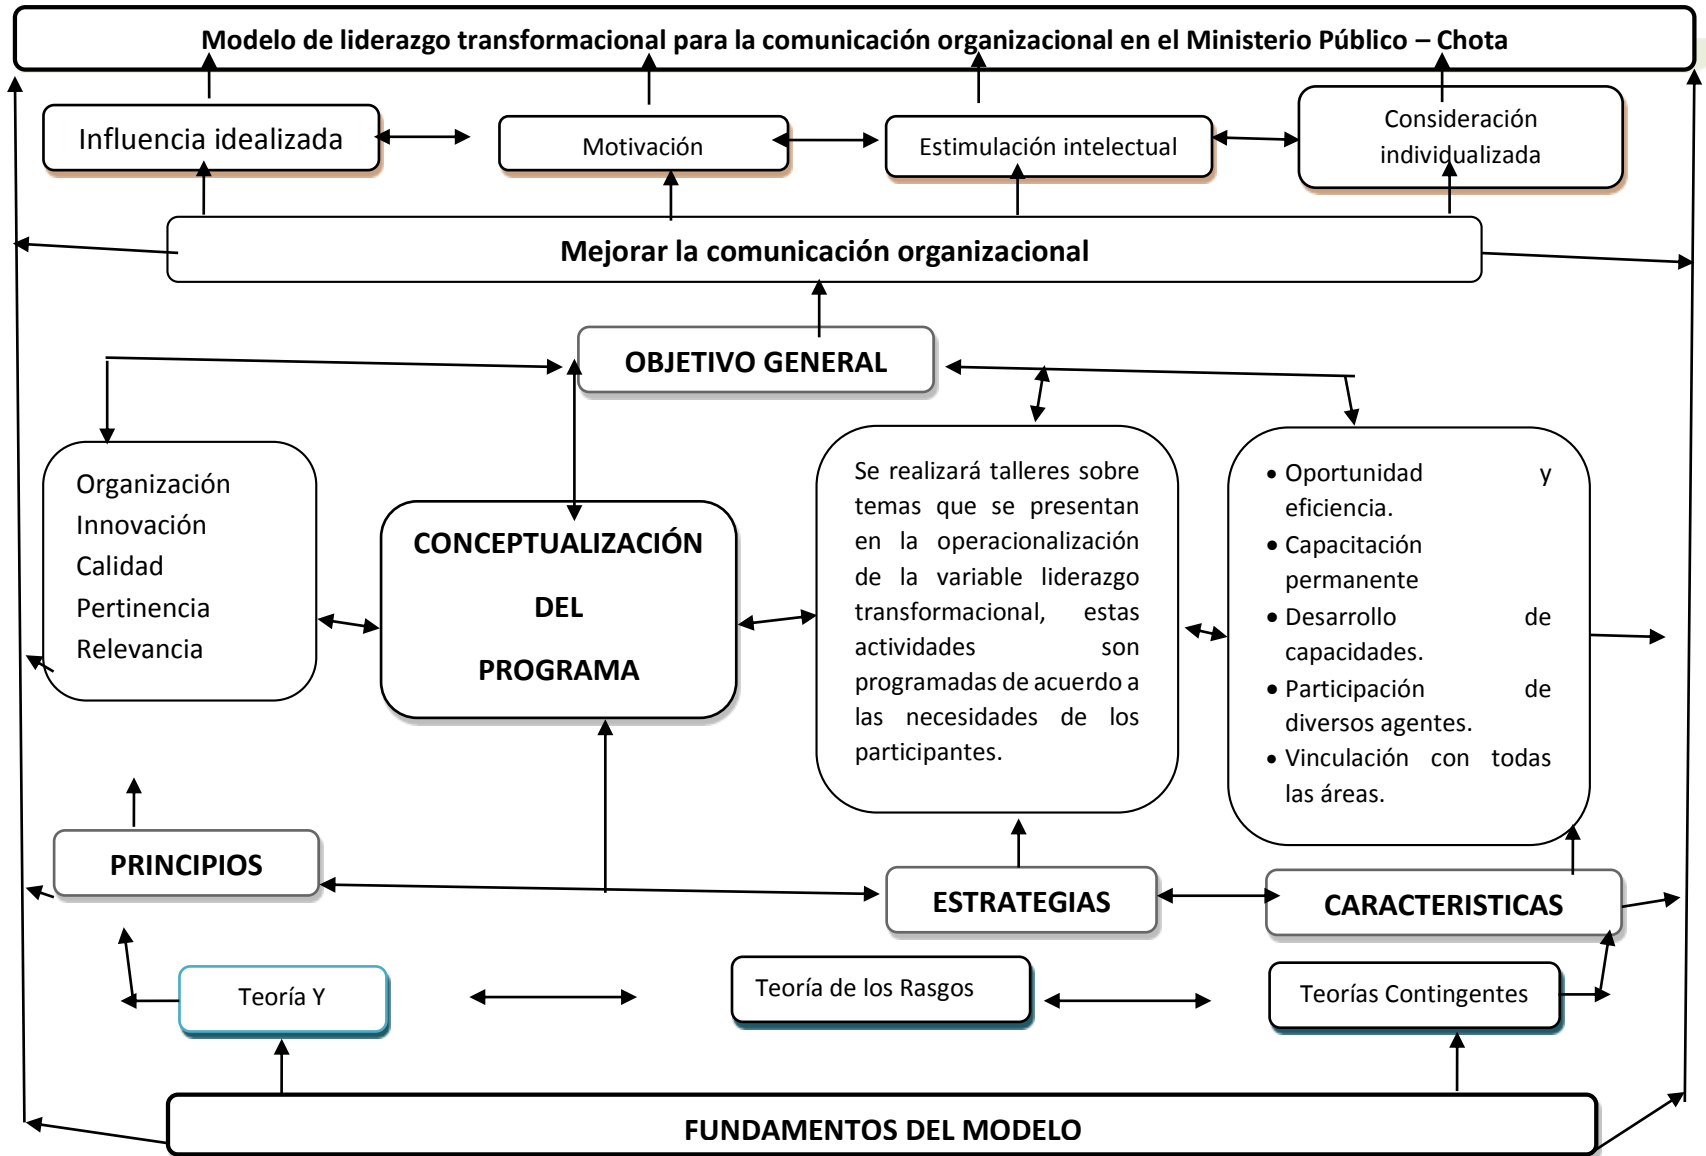 Modelo de liderazgo transformacional para la comunicación organizacional en el Ministerio Público – Chota
Influencia idealizada
Motivación
Estimulación intelectual
Consideración
individualizada
Mejorar la comunicación organizacional
OBJETIVO GENERAL
Organización
Innovación
Calidad
Pertinencia
Relevancia
CONCEPTUALIZACIÓN
DEL
PROGRAMA
Se realizará talleres sobre
temas que se presentan
en la operacionalización
de la variable liderazgo
transformacional, estas
actividades son
programadas de acuerdo a
las necesidades de los
participantes.
• Oportunidad y
eficiencia.
• Capacitación
permanente
• Desarrollo de
capacidades.
• Participación de
diversos agentes.
• Vinculación con todas
las áreas.
PRINCIPIOS
ESTRATEGIAS
CARACTERISTICAS
Teoría Y
Teoría de los Rasgos
Teorías Contingentes
FUNDAMENTOS DEL MODELO